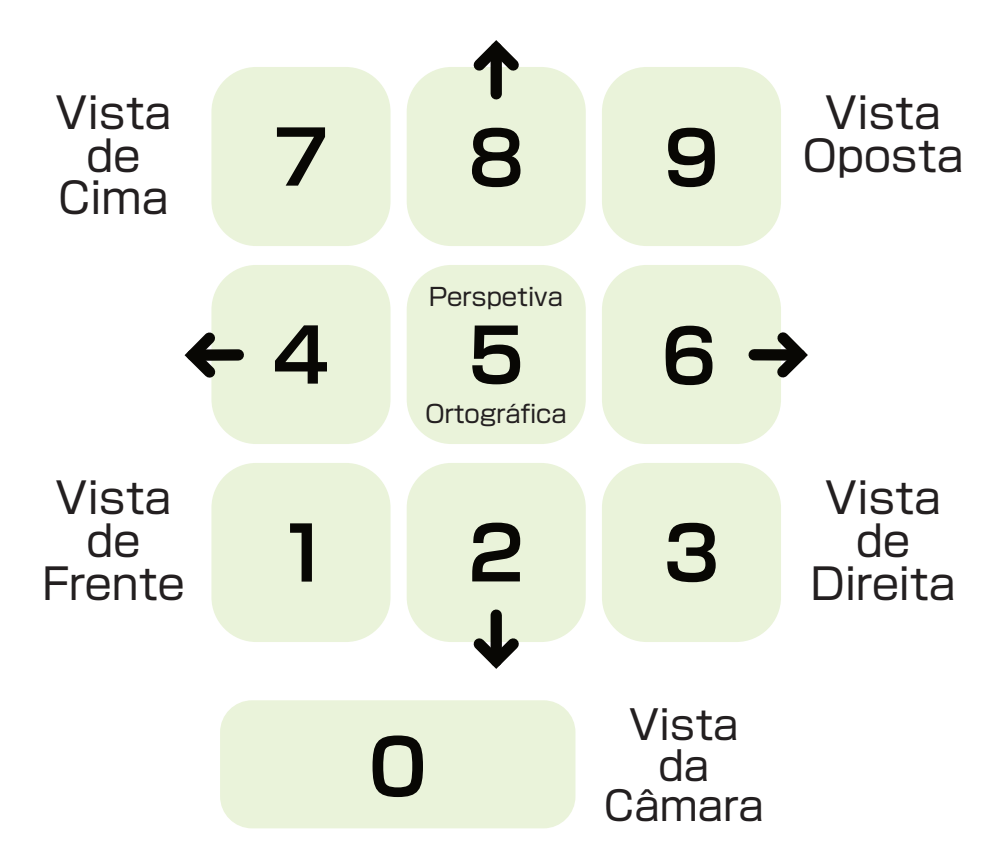 Vista
de
Cima
7
8
9
Vista
Oposta
4
Perspetiva
5
Ortográfica
6
Vista
de
Frente
1
2
3
Vista
de
Direita
0
Vista
da
Câmara